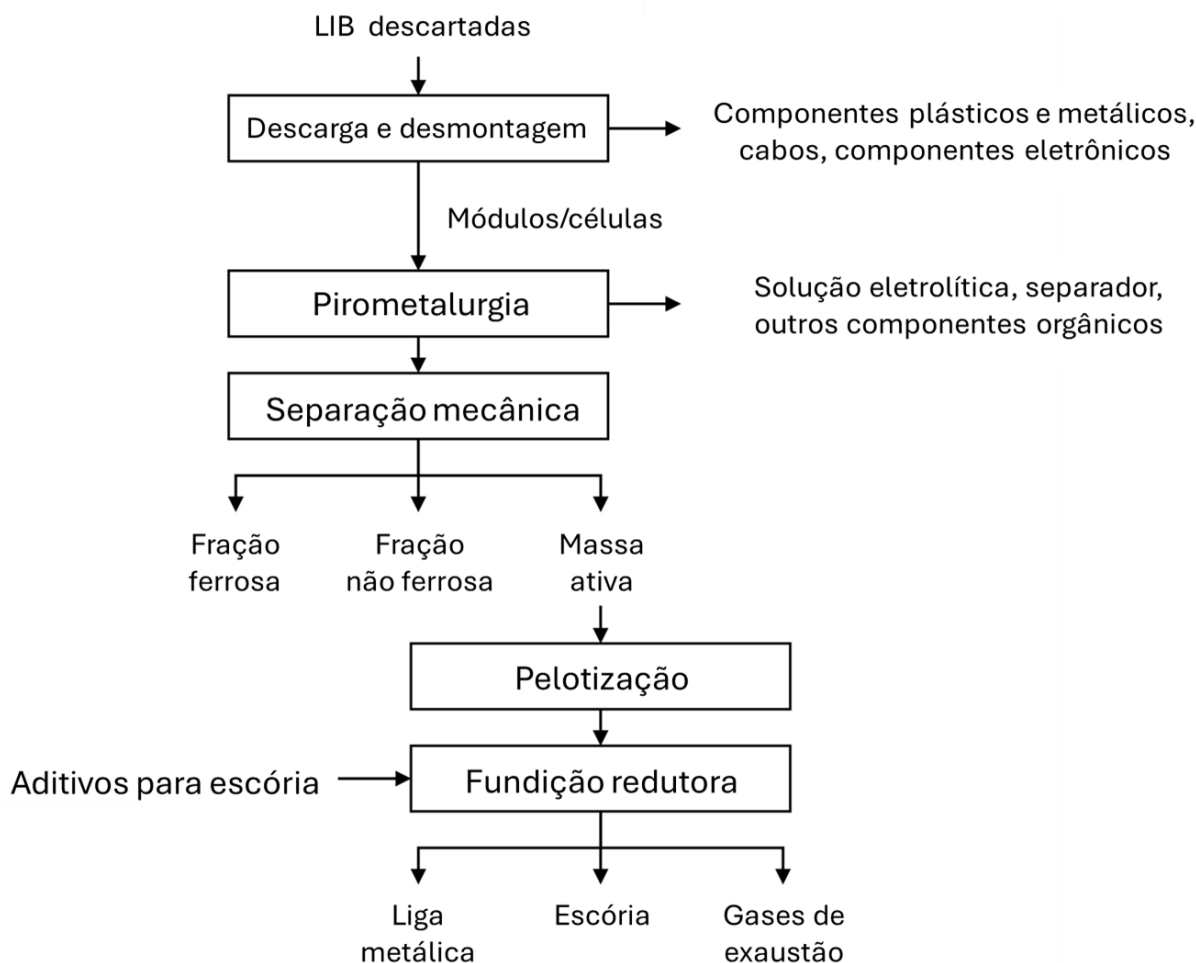 LIB descartadas
Descarga e desmontagem
Componentes plásticos e metálicos,
cabos, componentes eletrônicos
Módulos/células
Pirometalurgia
Solução eletrolítica, separador,
outros componentes orgânicos
Separação mecânica
Fração
ferrosa
Fração
não ferrosa
Massa
ativa
Pelotização
Aditivos para escória
Fundição redutora
Liga
metálica
Escória
Gases de
exaustão